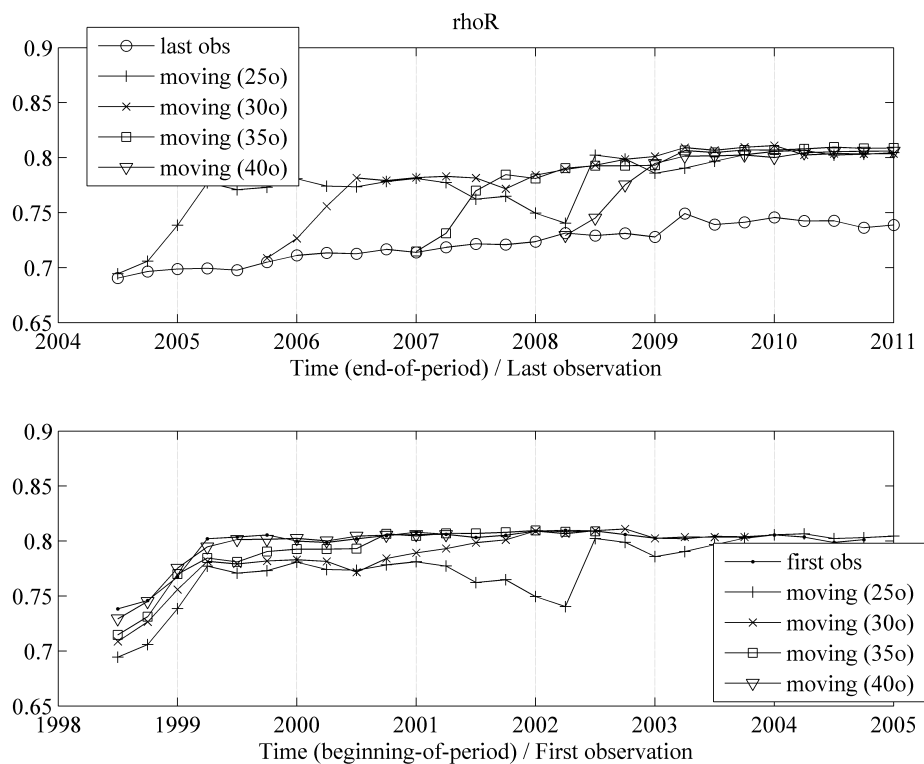 rhoR
0.9
0.85
0.8
0.75
0.7
0.65
last obs
moving (25o)
moving (30o)
moving (35o)
moving (40o)
2004 2005 2006 2007 2008 2009 2010 2011
Time (end-of-period) / Last observation
0.9
0.85
0.8
0.75
0.7
0.65
first obs
moving (25o)
moving (30o)
moving (35o)
moving (40o)
1998 1999 2000 2001 2002 2003 2004 2005
Time (beginning-of-period) / First observation